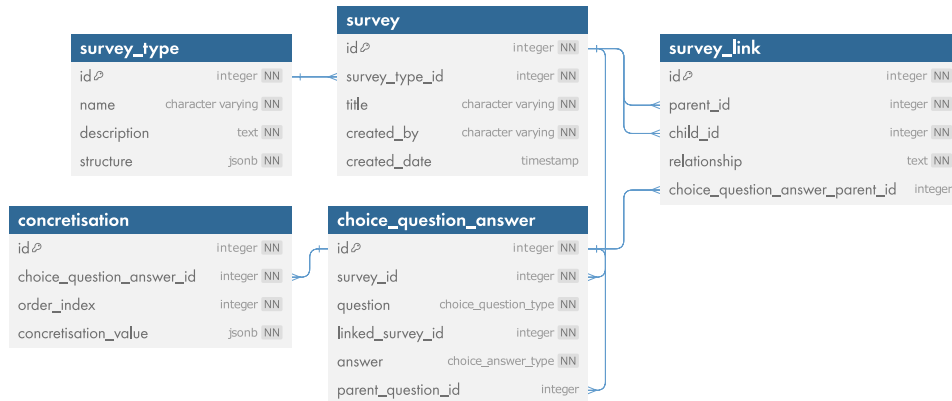 survey_type
id integer NN
name character varying NN
description text NN
structure jsonb NN
survey
id integer NN
survey_type_id integer NN
title character varying NN
created_by character varying NN
created_date timestamp
survey_link
id integer NN
parent_id integer NN
child_id integer NN
relationship text NN
choice_question_answer_parent_id integer
concretisation
id integer NN
choice_question_answer_id integer NN
order_index integer NN
concretisation_value jsonb NN
choice_question_answer
id integer NN
survey_id integer NN
question choice_question_type NN
linked_survey_id integer NN
answer choice_answer_type NN
parent_question_id integer